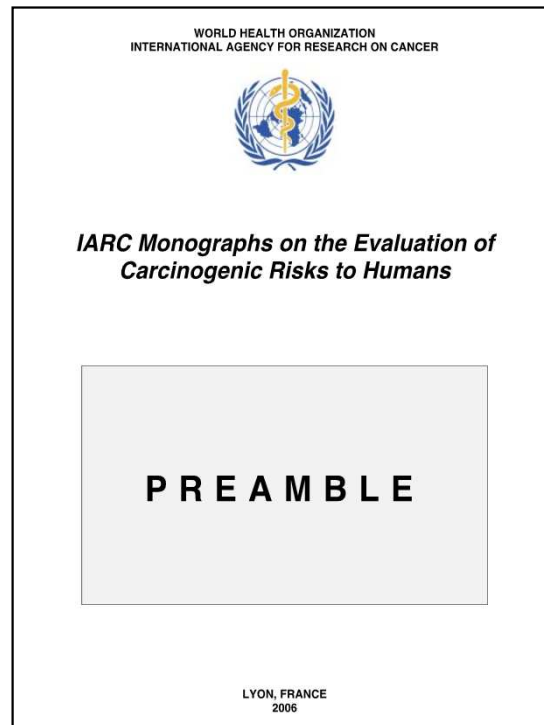 WORLD HEALTH ORGANIZATION
INTERNATIONAL AGENCY FOR RESEARCH ON CANCER
IARC Monographs on the Evaluation of
Carcinogenic Risks to Humans
PREAMBLE
LYON, FRANCE
2006